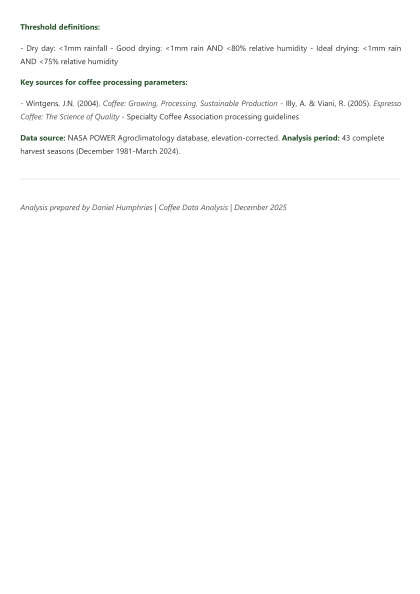 Threshold definitions:
- Dry day: <1mm rainfall - Good drying: <1mm rain AND <80% relative humidity - Ideal drying: <1mm rain
AND <75% relative humidity
Key sources for coffee processing parameters:
- Wintgens, J.N. (2004). Coffee: Growing, Processing, Sustainable Production - Illy, A. & Viani, R. (2005). Espresso
Coffee: The Science of Quality - Specialty Coffee Association processing guidelines
Data source: NASA POWER Agroclimatology database, elevation-corrected. Analysis period: 43 complete
harvest seasons (December 1981-March 2024).
Analysis prepared by Daniel Humphries | Coffee Data Analysis | December 2025